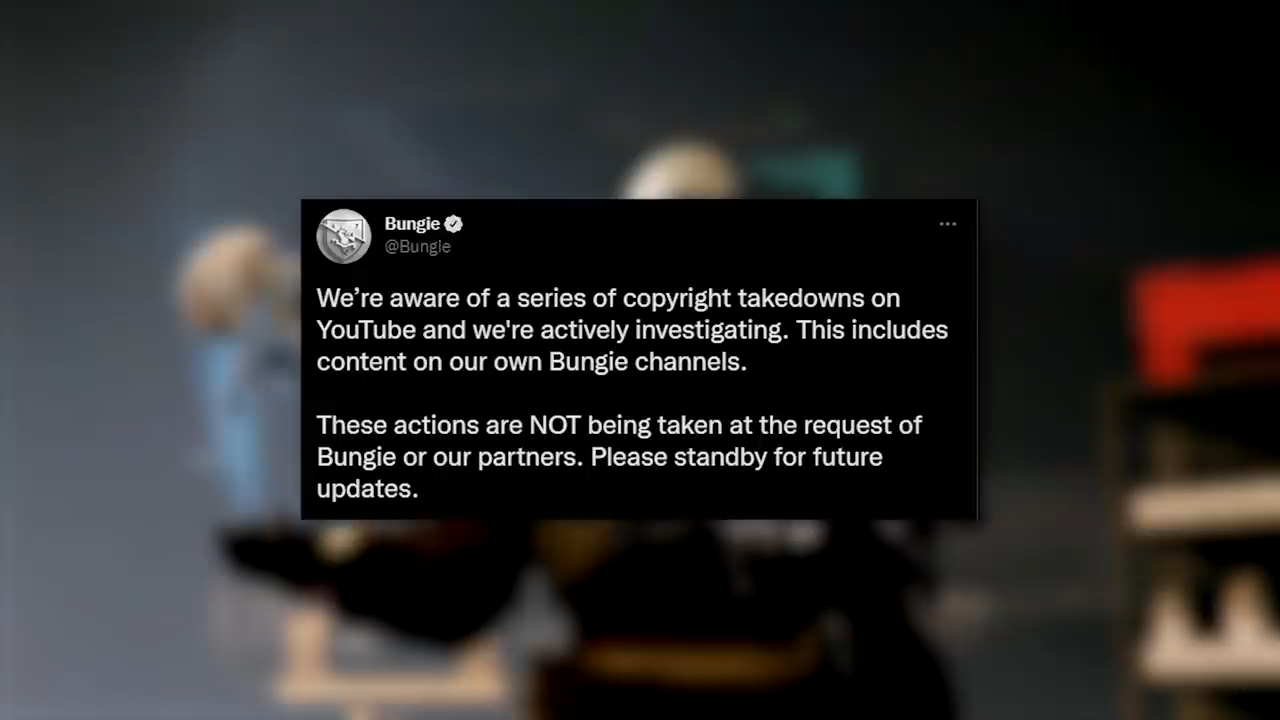 Bungie
@Bungie
We’re aware of a series of copyright takedowns on
YouTube and we're actively investigating. This includes
content on our own Bungie channels.
These actions are NOT being taken at the request of
Bungie or our partners. Please standby for future
updates.